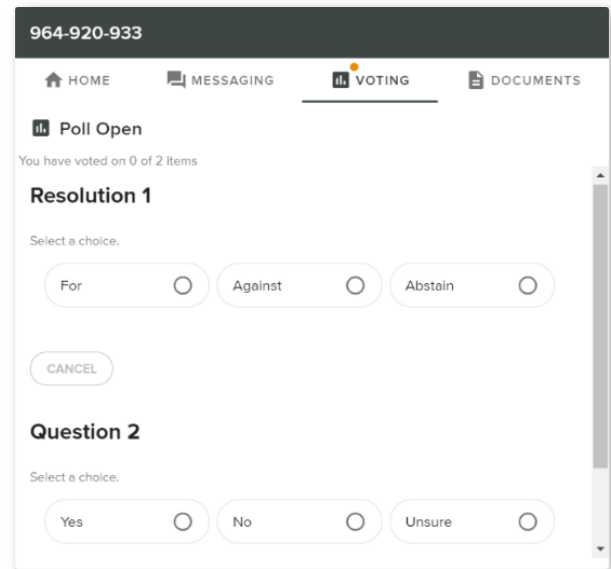 964-920-933
HOME MESSAGING VOTING DOCUMENTS
Poll Open
You have voted on 0 of 2 items
Resolution 1
Select a choice.
For Against Abstain
CANCEL
Question 2
Select a choice.
Yes No Unsure